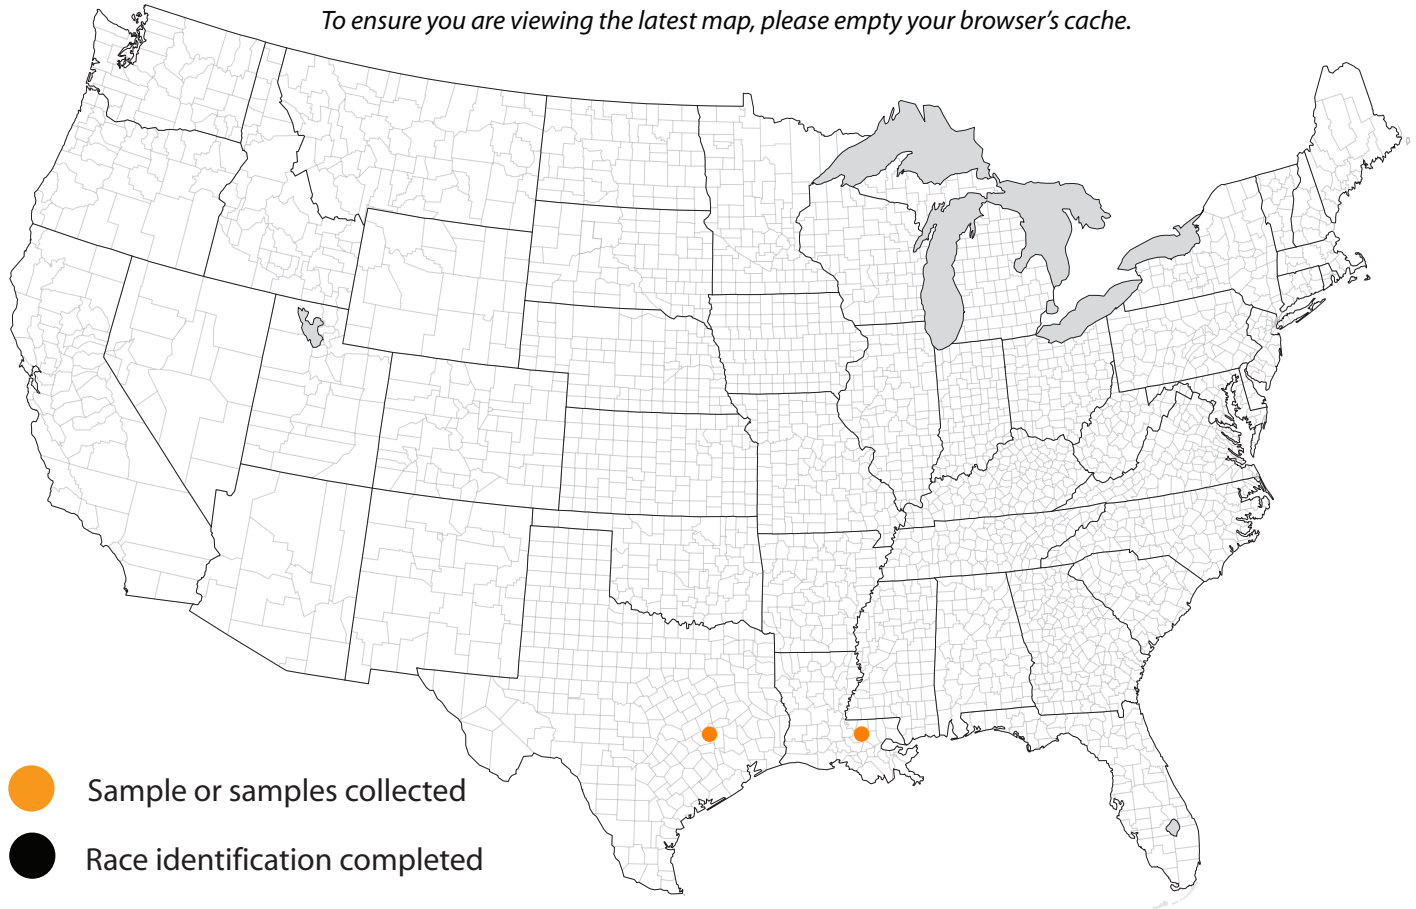 To ensure you are viewing the latest map, please empty your browser’s cache.
Sample or samples collected
Race identification completed